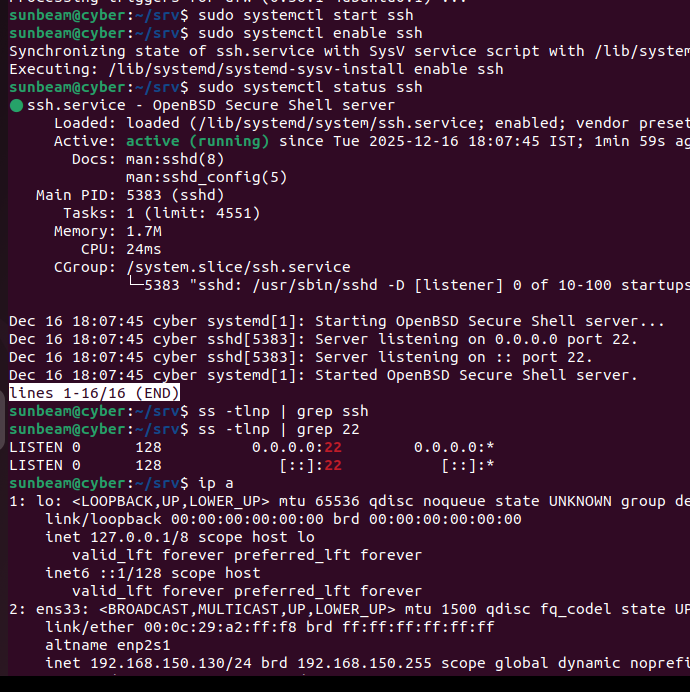 Processing triggers for
sunbeam@cyber:~/srv$ sudo systemctl start ssh
sunbeam@cyber:~/srv$ sudo systemctl enable ssh
Synchronizing state of ssh.service with SysV service script with /lib/system
Executing: /lib/systemd/systemd-sysv-install enable ssh
sunbeam@cyber:~/srv$ sudo systemctl status ssh
● ssh.service - OpenBSD Secure Shell server
     Loaded: loaded (/lib/systemd/system/ssh.service; enabled; vendor preset
     Active: active (running) since Tue 2025-12-16 18:07:45 IST; 1min 59s ag
       Docs: man:sshd(8)
             man:sshd_config(5)
   Main PID: 5383 (sshd)
      Tasks: 1 (limit: 4551)
     Memory: 1.7M
        CPU: 24ms
     CGroup: /system.slice/ssh.service
             └─5383 "sshd: /usr/sbin/sshd -D [listener] 0 of 10-100 startups
Dec 16 18:07:45 cyber systemd[1]: Starting OpenBSD Secure Shell server...
Dec 16 18:07:45 cyber sshd[5383]: Server listening on 0.0.0.0 port 22.
Dec 16 18:07:45 cyber sshd[5383]: Server listening on :: port 22.
Dec 16 18:07:45 cyber systemd[1]: Started OpenBSD Secure Shell server.
lines 1-16/16 (END)
sunbeam@cyber:~/srv$ ss -tlnp | grep ssh
sunbeam@cyber:~/srv$ ss -tlnp | grep 22
LISTEN 0      128          0.0.0.0:22        0.0.0.0:*
LISTEN 0      128             [::]:22           [::]:*
sunbeam@cyber:~/srv$ ip a
1: lo: <LOOPBACK,UP,LOWER_UP> mtu 65536 qdisc noqueue state UNKNOWN group de
    link/loopback 00:00:00:00:00:00 brd 00:00:00:00:00:00
    inet 127.0.0.1/8 scope host lo
       valid_lft forever preferred_lft forever
    inet6 ::1/128 scope host
       valid_lft forever preferred_lft forever
2: ens33: <BROADCAST,MULTICAST,UP,LOWER_UP> mtu 1500 qdisc fq_codel state UP
    link/ether 00:0c:29:a2:ff:f8 brd ff:ff:ff:ff:ff:ff
    altname enp2s1
    inet 192.168.150.130/24 brd 192.168.150.255 scope global dynamic noprefi